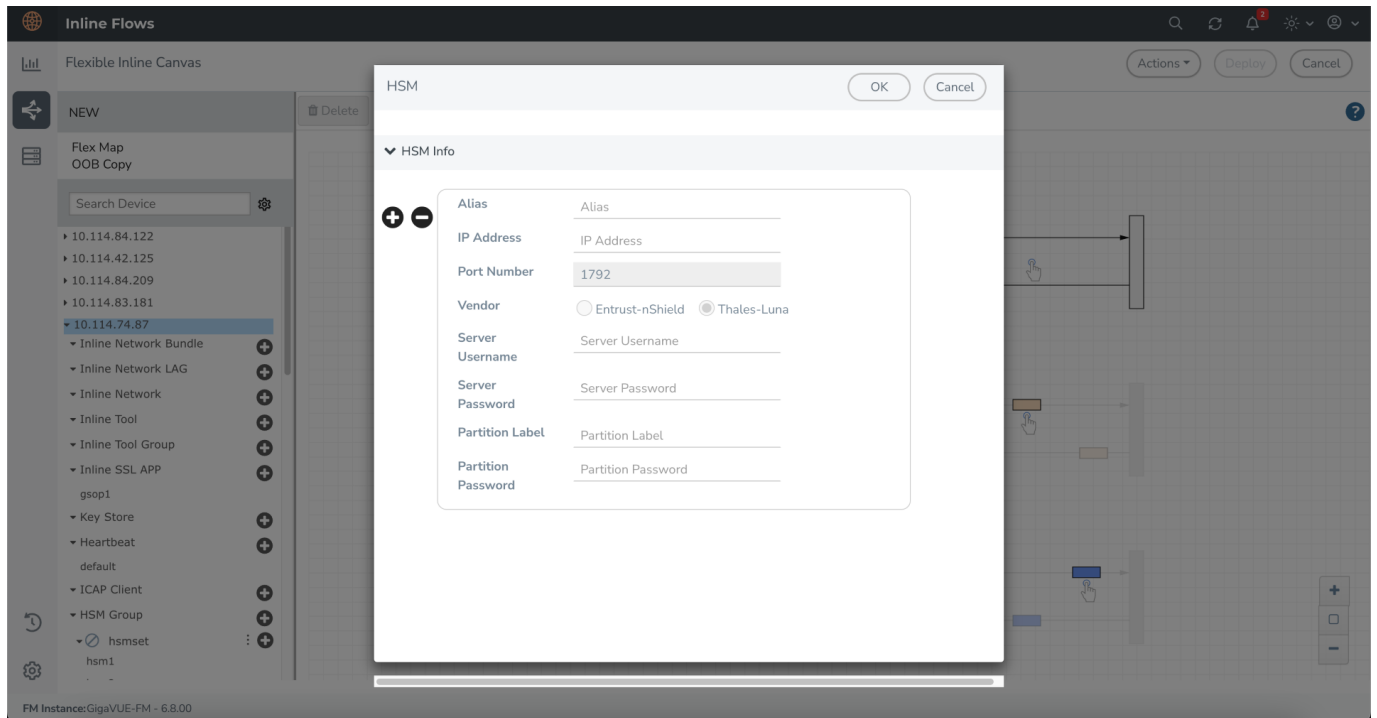 Inline Flows
2
Flexible Inline Canvas
Actions
Deploy
Cancel
NEW
Delete
?
Flex Map
OOB Copy
Search Device
10.114.84.122
10.114.42.125
10.114.84.209
10.114.83.181
10.114.74.87
Inline Network Bundle
Inline Network LAG
Inline Network
Inline Tool
Inline Tool Group
Inline SSL APP
gsop1
Key Store
Heartbeat
default
ICAP Client
HSM Group
hsmset
hsm1
HSM
OK
Cancel
HSM Info
Alias Alias
IP Address IP Address
Port Number 1792
Vendor Entrust-nShield Thales-Luna
Server Username Server Username
Server Password Server Password
Partition Label Partition Label
Partition Password Partition Password
FM Instance:GigaVUE-FM - 6.8.00